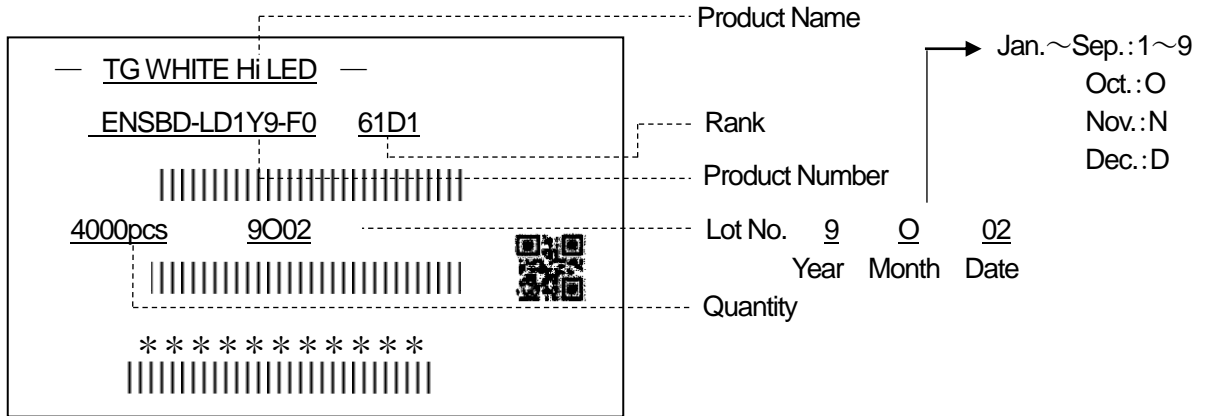 Product Name
Jan.～Sep.:1～9
— TG WHITE Hi LED —
Oct.:O
ENSBD-LD1Y9-F0 61D1
Rank
Nov.:N
Dec.:D
Product Number
4000pcs 9O02
Lot No. 9 O 02
Year Month Date
Quantity
＊＊＊＊＊＊＊＊＊＊＊